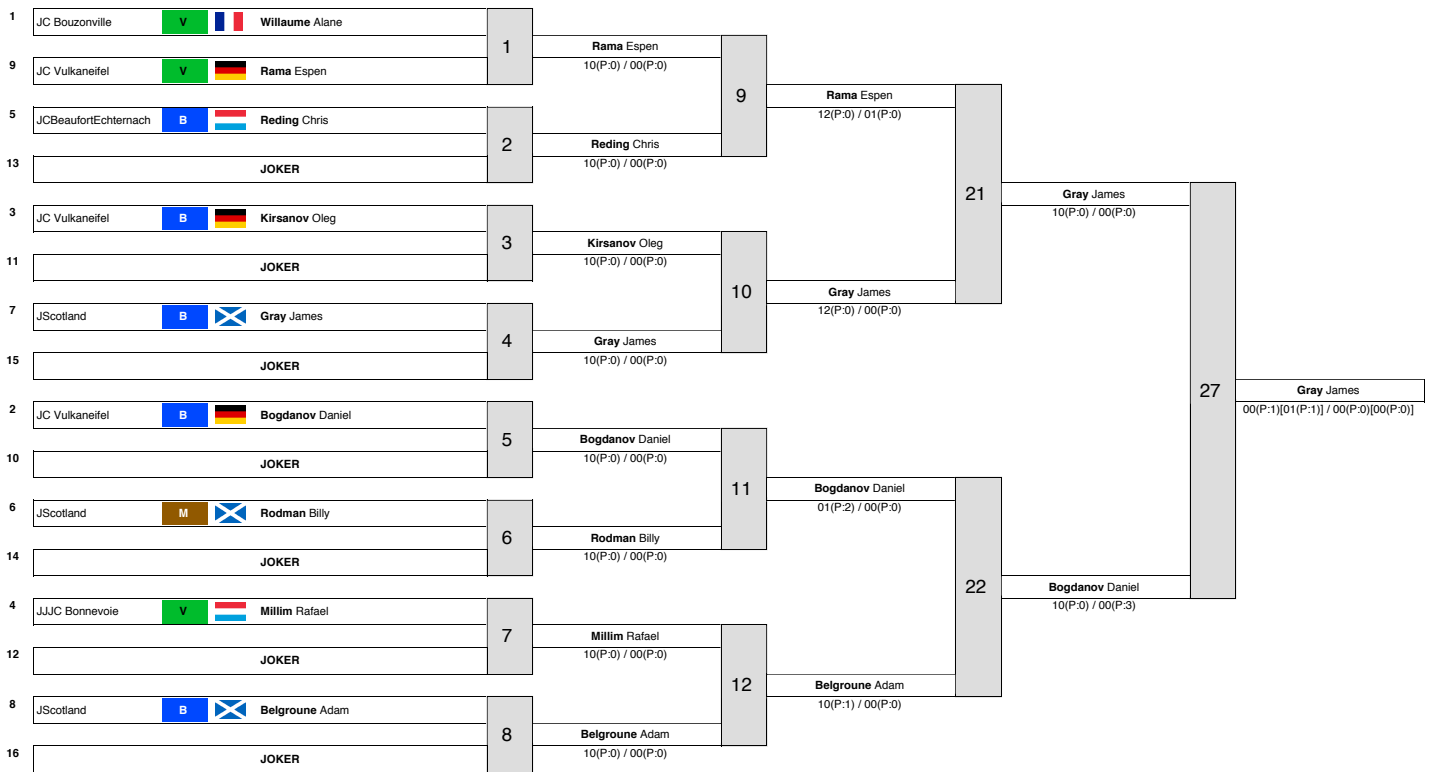 1 JC Bouzonville V Willaume Alane
9 JC Vulkaneifel V Rama Espen
1
Rama Espen
10(P:0) / 00(P:0)
5 JCBeaufortEchternach B Reding Chris
13 JOKER
2
Reding Chris
10(P:0) / 00(P:0)
9
Rama Espen
12(P:0) / 01(P:0)
3 JC Vulkaneifel B Kirsanov Oleg
11 JOKER
3
Kirsanov Oleg
10(P:0) / 00(P:0)
7 JScotland B Gray James
15 JOKER
4
Gray James
10(P:0) / 00(P:0)
10
Gray James
12(P:0) / 00(P:0)
21
Gray James
10(P:0) / 00(P:0)
2 JC Vulkaneifel B Bogdanov Daniel
10 JOKER
5
Bogdanov Daniel
10(P:0) / 00(P:0)
6 JScotland M Rodman Billy
14 JOKER
6
Rodman Billy
10(P:0) / 00(P:0)
11
Bogdanov Daniel
01(P:2) / 00(P:0)
4 JJJC Bonnevoie V Millim Rafael
12 JOKER
7
Millim Rafael
10(P:0) / 00(P:0)
8 JScotland B Belgroune Adam
16 JOKER
8
Belgroune Adam
10(P:0) / 00(P:0)
12
Belgroune Adam
10(P:1) / 00(P:0)
22
Bogdanov Daniel
10(P:0) / 00(P:3)
27
Gray James
00(P:1)[01(P:1)] / 00(P:0)[00(P:0)]